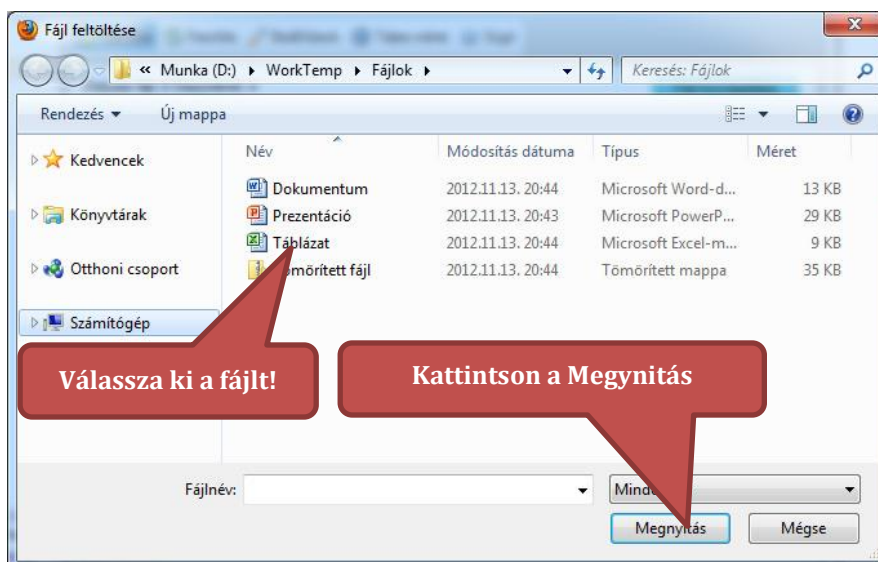 Fájl feltöltése
« Munka (D:) WorkTemp Fájlok Keresés: Fájlok
Rendezés Új mappa
Név Módosítás dátuma Típus Méret
Kedvencek
Könyvtárak
Otthoni csoport
Számítógép
Dokumentum 2012.11.13. 20:44 Microsoft Word-d... 13 KB
Prezentáció 2012.11.13. 20:43 Microsoft PowerP... 29 KB
Táblázat 2012.11.13. 20:44 Microsoft Excel-m... 9 KB
fájl 2012.11.13. 20:44 Tömörített mappa 35 KB
Válassza ki a fájlt!
Kattintson a Megynitás
Fájlnév:
Megnyitás Mégse